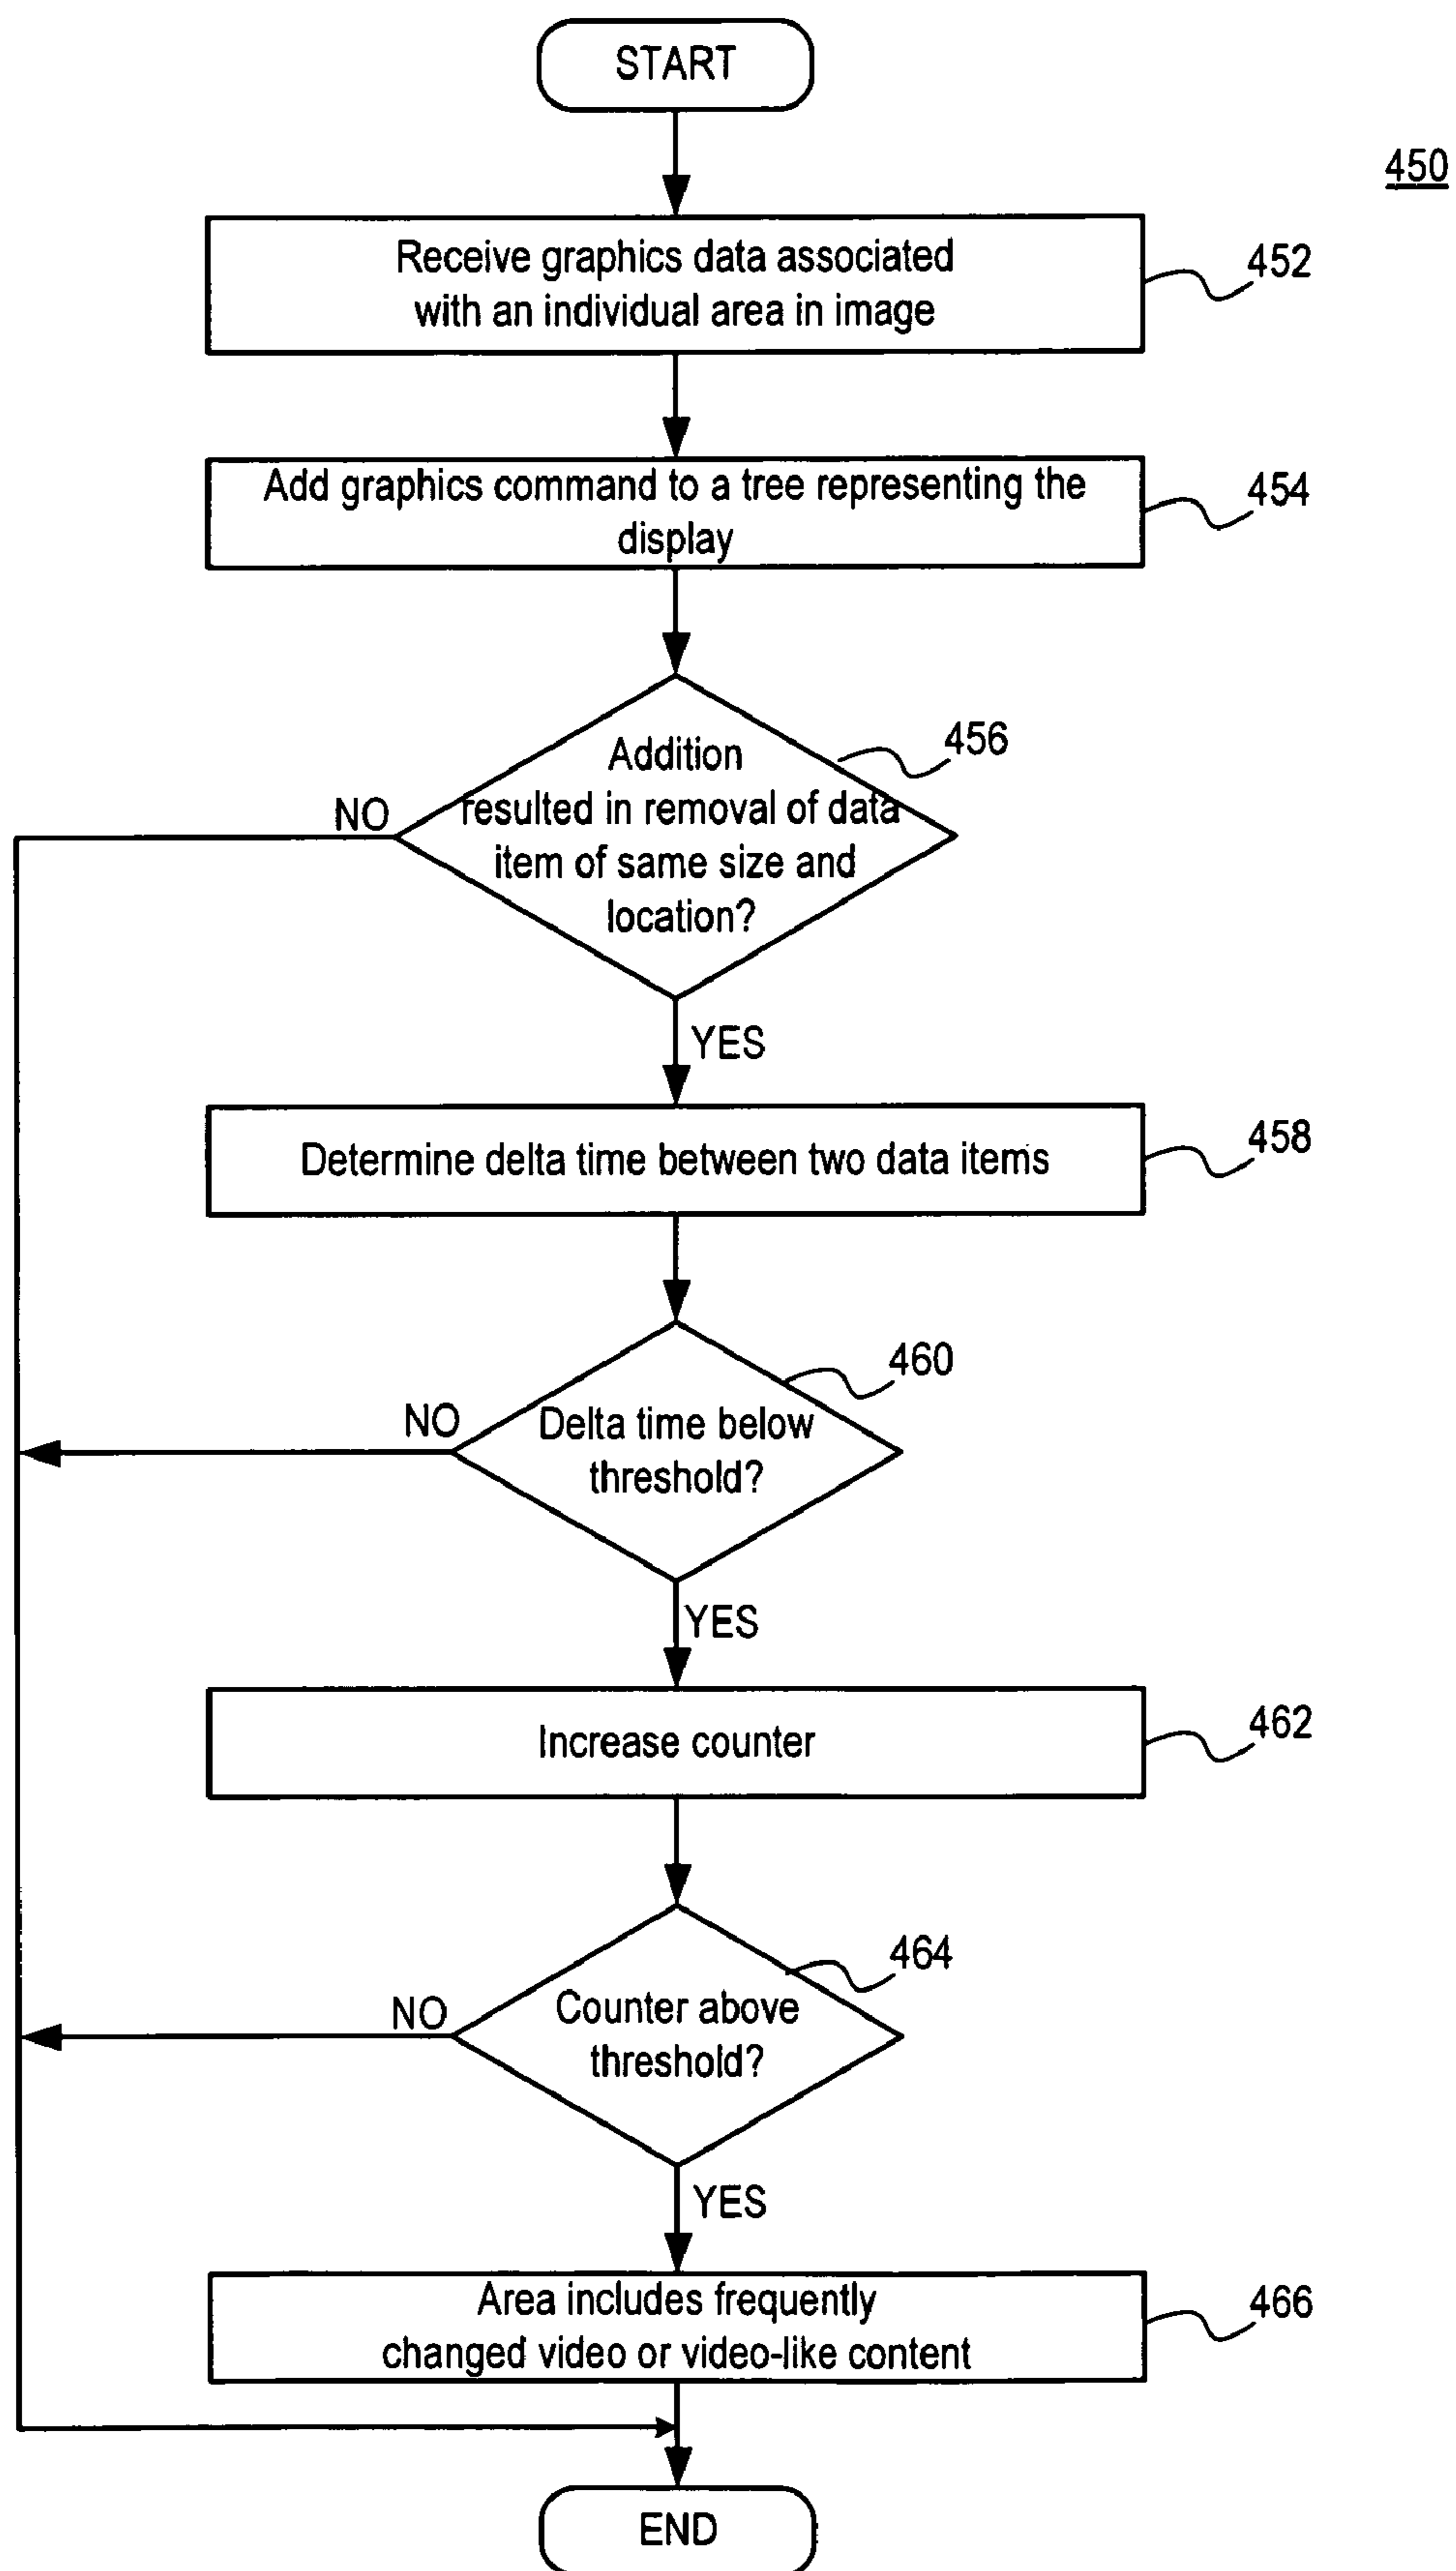 START
450
Receive graphics data associated
with an individual area in image
452
Add graphics command to a tree representing the
display
454
Addition
resulted in removal of data
item of same size and
location?
456
NO
YES
Determine delta time between two data items
458
Delta time below
threshold?
460
NO
YES
Increase counter
462
Counter above
threshold?
464
NO
YES
Area includes frequently
changed video or video-like content
466
END